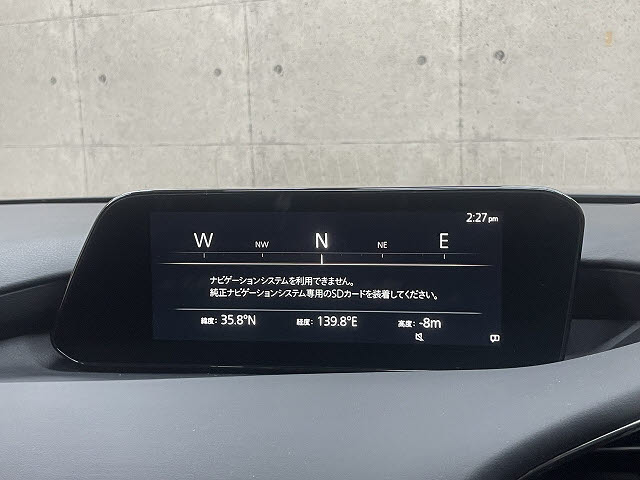 2:27pm
W NW N NE E
ナビゲーションシステムを利用できません。
純正ナビゲーションシステム専用のSDカードを装着してください。
緯度: 35.8°N 経度: 139.8°E 高度: -8m